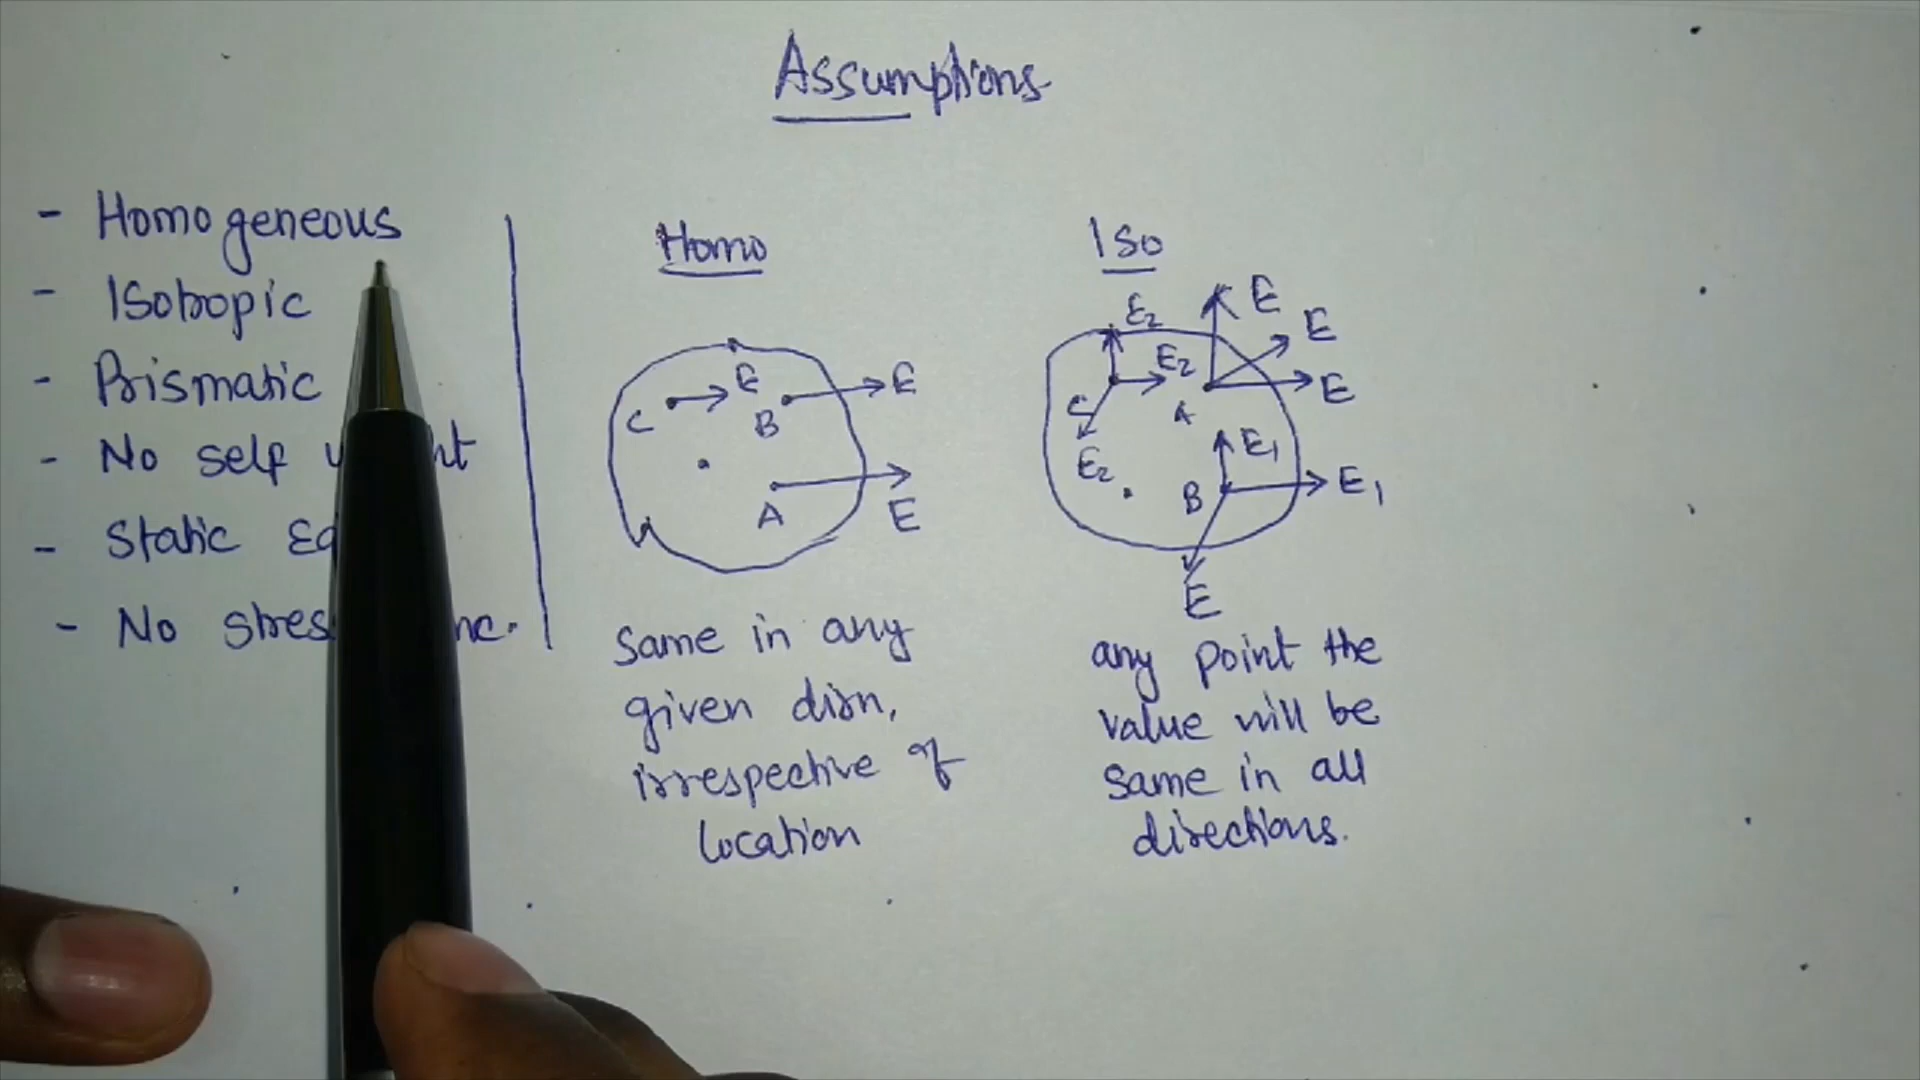 Assumptions
- Homogeneous
- Isotropic
- Prismatic
- No self
- Static
- No
Homo
C E B E
A E
same in any
given dirn,
irrespective of
location
Iso
E2 E E
E2 E
C A
E2 E1
B E1
E
any point the
value will be
same in all
directions.